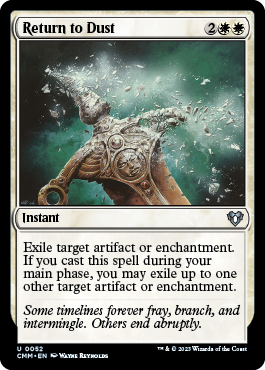 Return to Dust 2
Instant
Exile target artifact or enchantment.
If you cast this spell during your
main phase, you may exile up to one
other target artifact or enchantment.
Some timelines forever fray, branch, and
intermingle. Others end abruptly.
U 0052
CMM • EN Wayne Reynolds
™ & © 2023 Wizards of the Coast